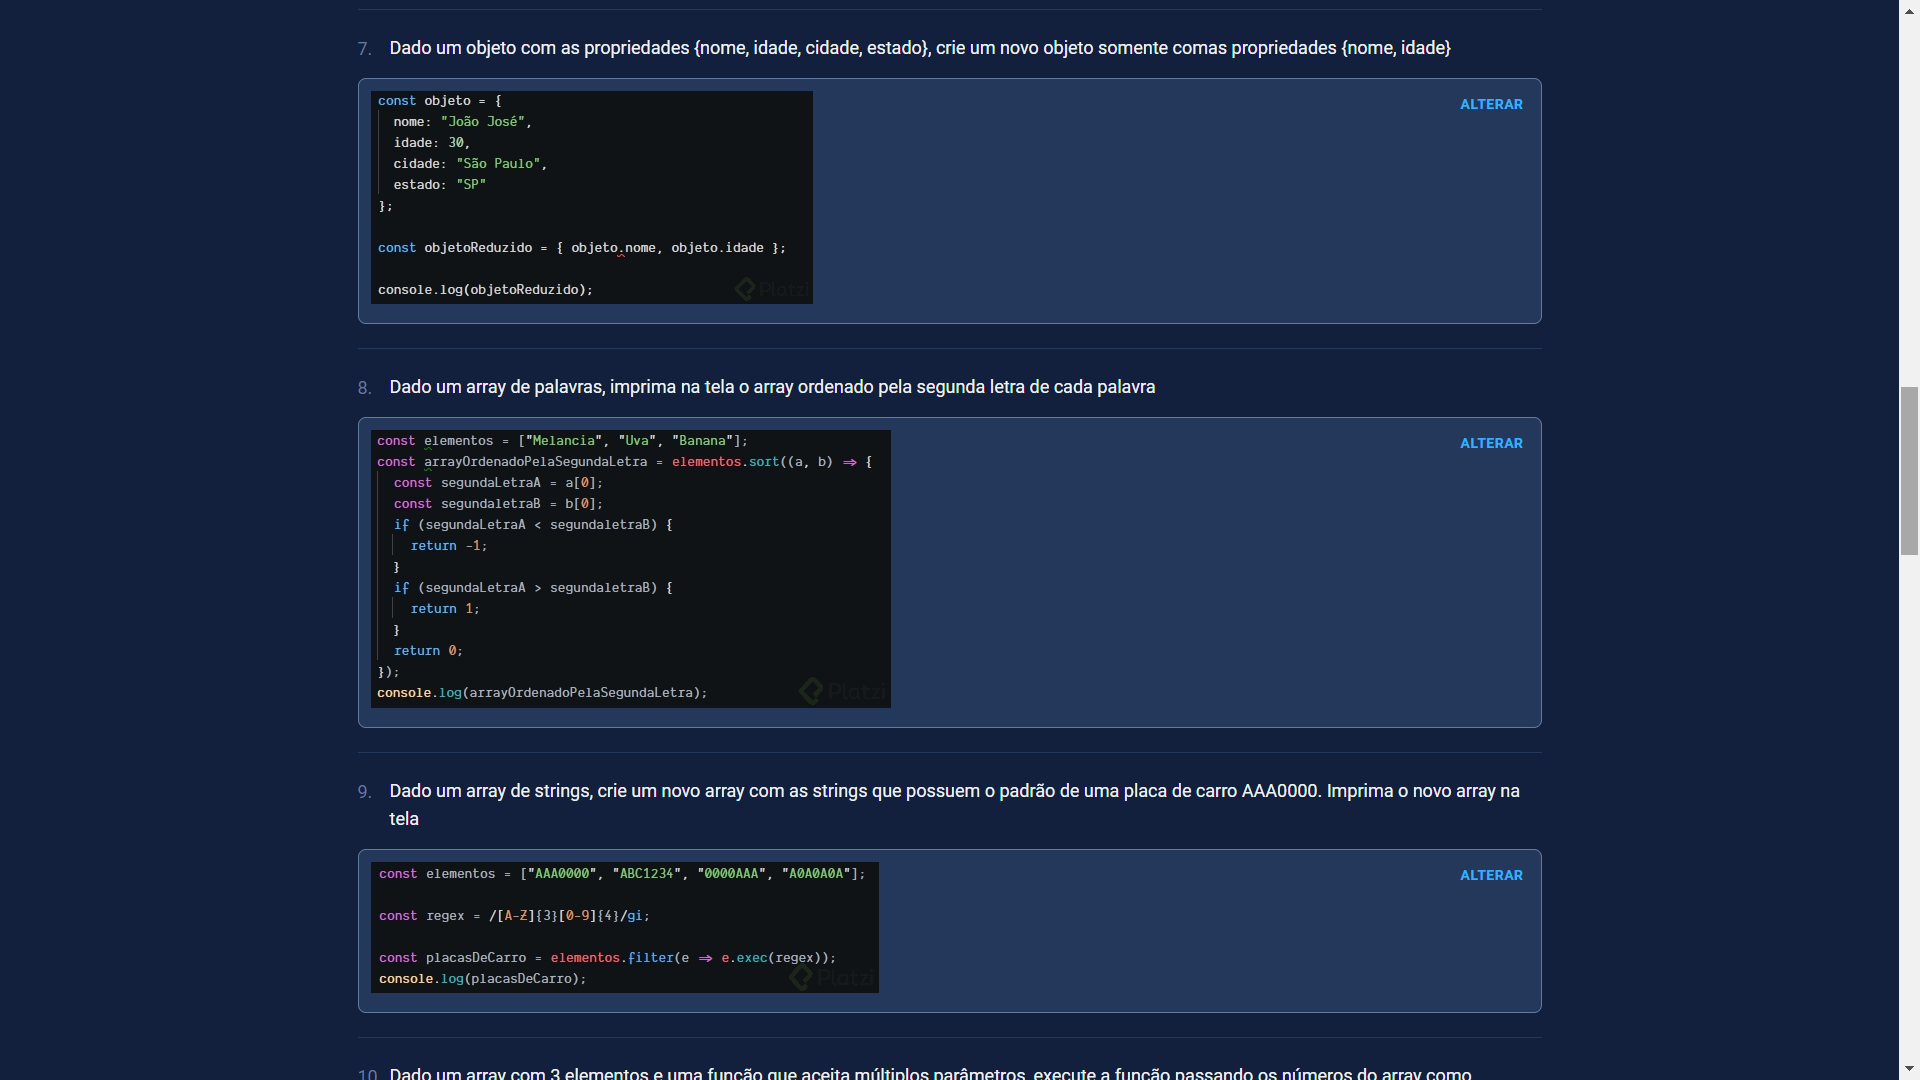 7. Dado um objeto com as propriedades {nome, idade, cidade, estado}, crie um novo objeto somente comas propriedades {nome, idade}
const objeto = {
nome: "João José",
idade: 30,
cidade: "São Paulo",
estado: "SP"
};
const objetoReduzido = { objeto.nome, objeto.idade };
console.log(objetoReduzido);
Platzi
ALTERAR
8. Dado um array de palavras, imprima na tela o array ordenado pela segunda letra de cada palavra
const elementos = ["Melancia", "Uva", "Banana"];
const arrayOrdenadoPelaSegundaLetra = elementos.sort((a, b) => {
const segundaLetraA = a[0];
const segundaletraB = b[0];
if (segundaLetraA < segundaletraB) {
return -1;
}
if (segundaLetraA > segundaletraB) {
return 1;
}
return 0;
});
console.log(arrayOrdenadoPelaSegundaLetra);
Platzi
ALTERAR
9. Dado um array de strings, crie um novo array com as strings que possuem o padrão de uma placa de carro AAA0000. Imprima o novo array na
tela
const elementos = ["AAA0000", "ABC1234", "0000AAA", "A0A0A0A"];
const regex = /[A-Z]{3}[0-9]{4}/gi;
const placasDeCarro = elementos.filter(e => e.exec(regex));
console.log(placasDeCarro);
Platzi
ALTERAR
10. Dado um array com 3 elementos e uma função que aceita múltiplos parâmetros, execute a função passando os números do array como